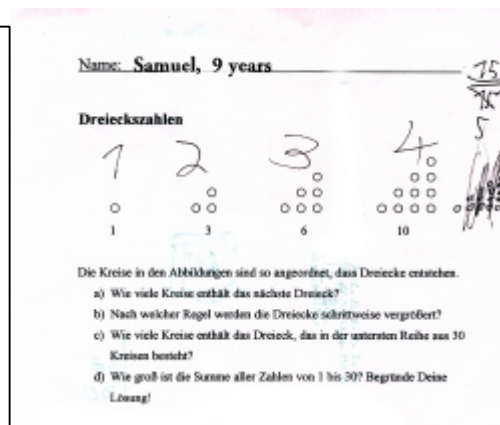 Name: Samuel, 9 years
15
15
Dreieckszahlen
1 2 3 4 5
1 3 6 10
Die Kreise in den Abbildungen sind so angeordnet, dass Dreiecke entstehen.
a) Wie viele Kreise enthält das nächste Dreieck?
b) Nach welcher Regel werden die Dreiecke schrittweise vergrößert?
c) Wie viele Kreise enthält das Dreieck, das in der untersten Reihe aus 30
Kreisen besteht?
d) Wie groß ist die Summe aller Zahlen von 1 bis 30? Begründe Deine
Lösung!